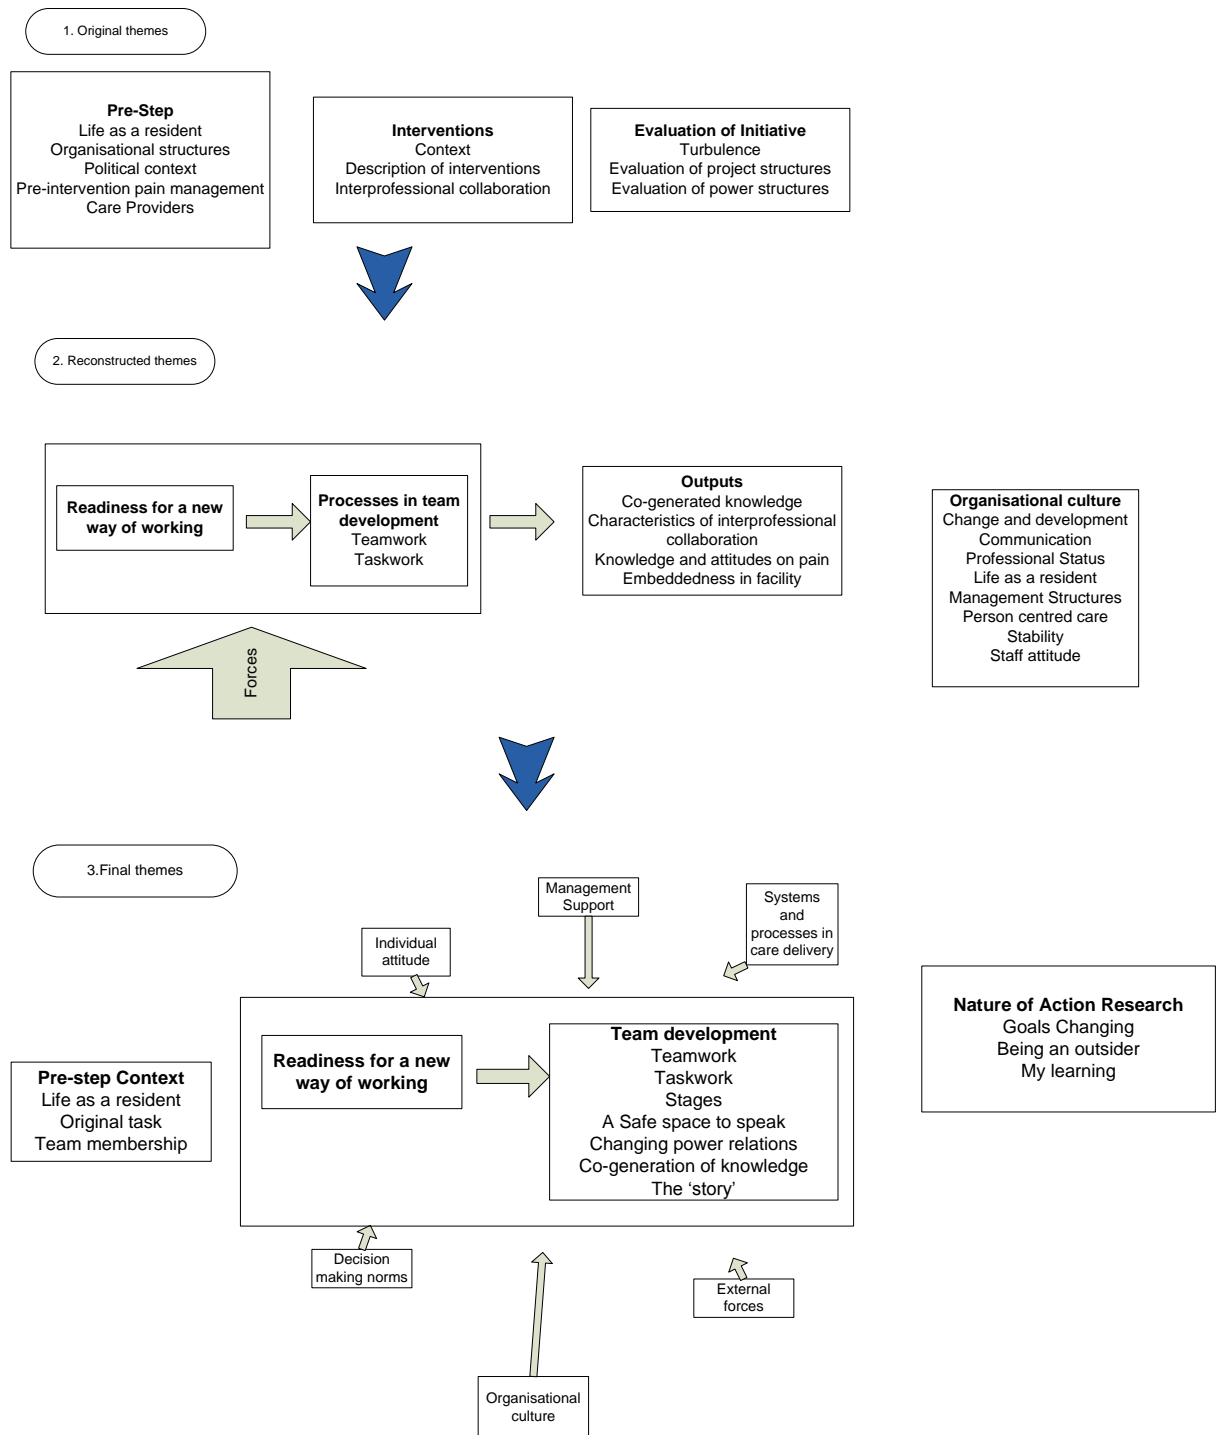 1. Original themes
Pre-Step
Life as a resident
Organisational structures
Political context
Pre-intervention pain management
Care Providers
Interventions
Context
Description of interventions
Interprofessional collaboration
Evaluation of Initiative
Turbulence
Evaluation of project structures
Evaluation of power structures
2. Reconstructed themes
Readiness for a new
way of working
Processes in team
development
Teamwork
Taskwork
Outputs
Co-generated knowledge
Characteristics of interprofessional
collaboration
Knowledge and attitudes on pain
Embeddedness in facility
Organisational culture
Change and development
Communication
Professional Status
Life as a resident
Management Structures
Person centred care
Stability
Staff attitude
Forces
3.Final themes
Individual
attitude
Management
Support
Systems
and
processes in
care delivery
Pre-step Context
Life as a resident
Original task
Team membership
Readiness for a new
way of working
Team development
Teamwork
Taskwork
Stages
A Safe space to speak
Changing power relations
Co-generation of knowledge
The ‘story’
Nature of Action Research
Goals Changing
Being an outsider
My learning
Decision
making norms
Organisational
culture
External
forces